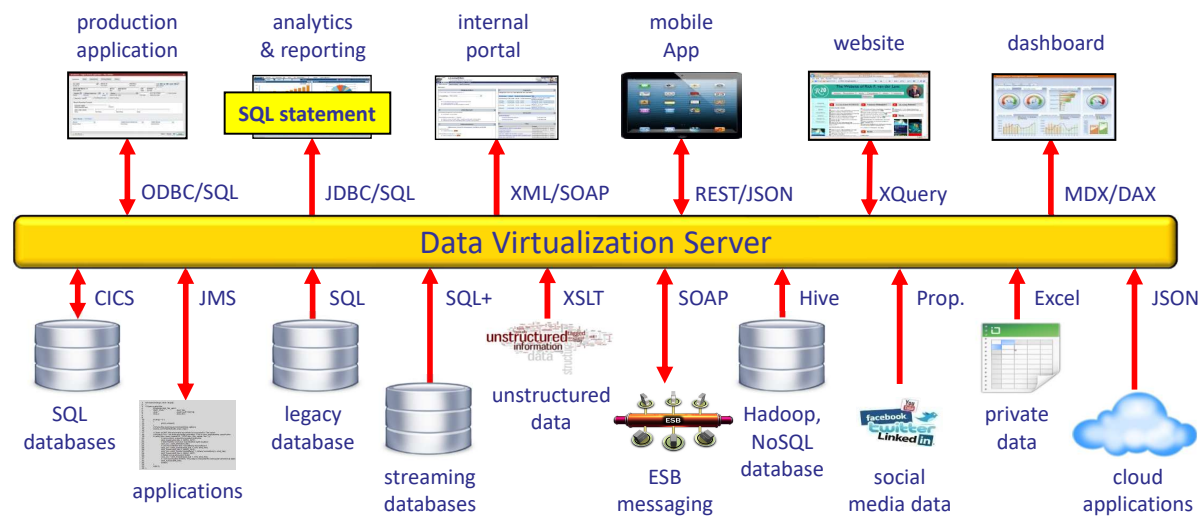 production
application
analytics
& reporting
internal
portal
mobile
App
website
dashboard
SQL statement
ODBC/SQL
JDBC/SQL
XML/SOAP
REST/JSON
XQuery
MDX/DAX
Data Virtualization Server
CICS
JMS
SQL
SQL+
XSLT
SOAP
Hive
Prop.
Excel
JSON
unstructured
information
data
ESB
You
facebook
twitter
Linked in
SQL
databases
applications
legacy
database
streaming
databases
unstructured
data
ESB
messaging
Hadoop,
NoSQL
database
social
media data
private
data
cloud
applications